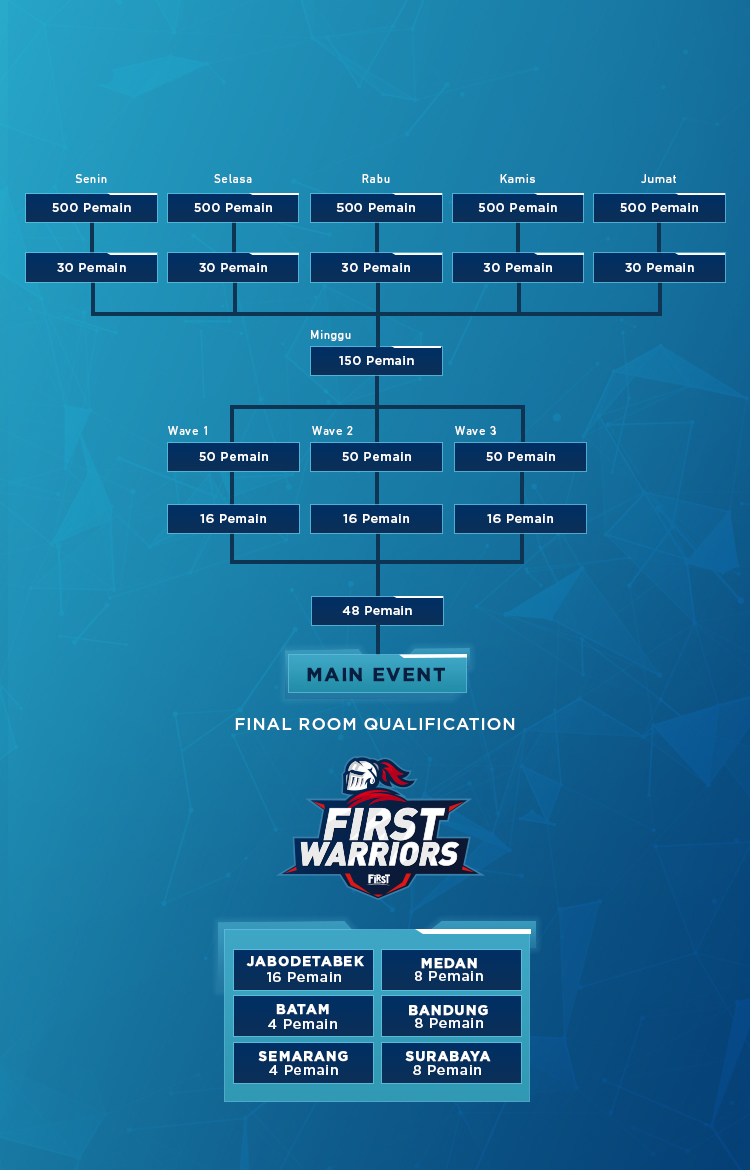 Senin Selasa Rabu Kamis Jumat
500 Pemain 500 Pemain 500 Pemain 500 Pemain 500 Pemain
30 Pemain 30 Pemain 30 Pemain 30 Pemain 30 Pemain
Minggu
150 Pemain
Wave 1 Wave 2 Wave 3
50 Pemain 50 Pemain 50 Pemain
16 Pemain 16 Pemain 16 Pemain
48 Pemain
MAIN EVENT
FINAL ROOM QUALIFICATION
FIRST
WARRIORS
FiRST
JABODETABEK
16 Pemain
MEDAN
8 Pemain
BATAM
4 Pemain
BANDUNG
8 Pemain
SEMARANG
4 Pemain
SURABAYA
8 Pemain